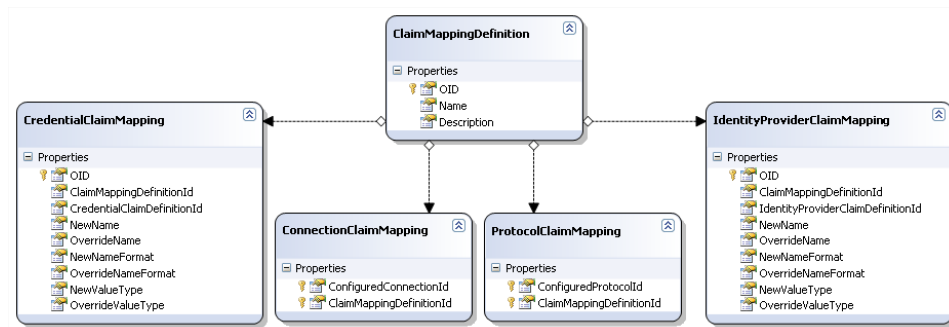 ClaimMappingDefinition
Properties
OID
Name
Description
CredentialClaimMapping
Properties
OID
ClaimMappingDefinitionId
CredentialClaimDefinitionId
NewName
OverrideName
NewNameFormat
OverrideNameFormat
NewValueType
OverrideValueType
ConnectionClaimMapping
Properties
ConfiguredConnectionId
ClaimMappingDefinitionId
ProtocolClaimMapping
Properties
ConfiguredProtocolId
ClaimMappingDefinitionId
IdentityProviderClaimMapping
Properties
OID
ClaimMappingDefinitionId
IdentityProviderClaimDefinitionId
NewName
OverrideName
NewNameFormat
OverrideNameFormat
NewValueType
OverrideValueType